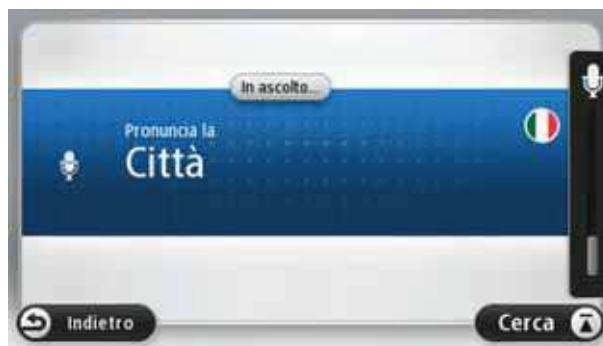 In ascolto...
Pronuncia la
Città
Indietro
Cerca